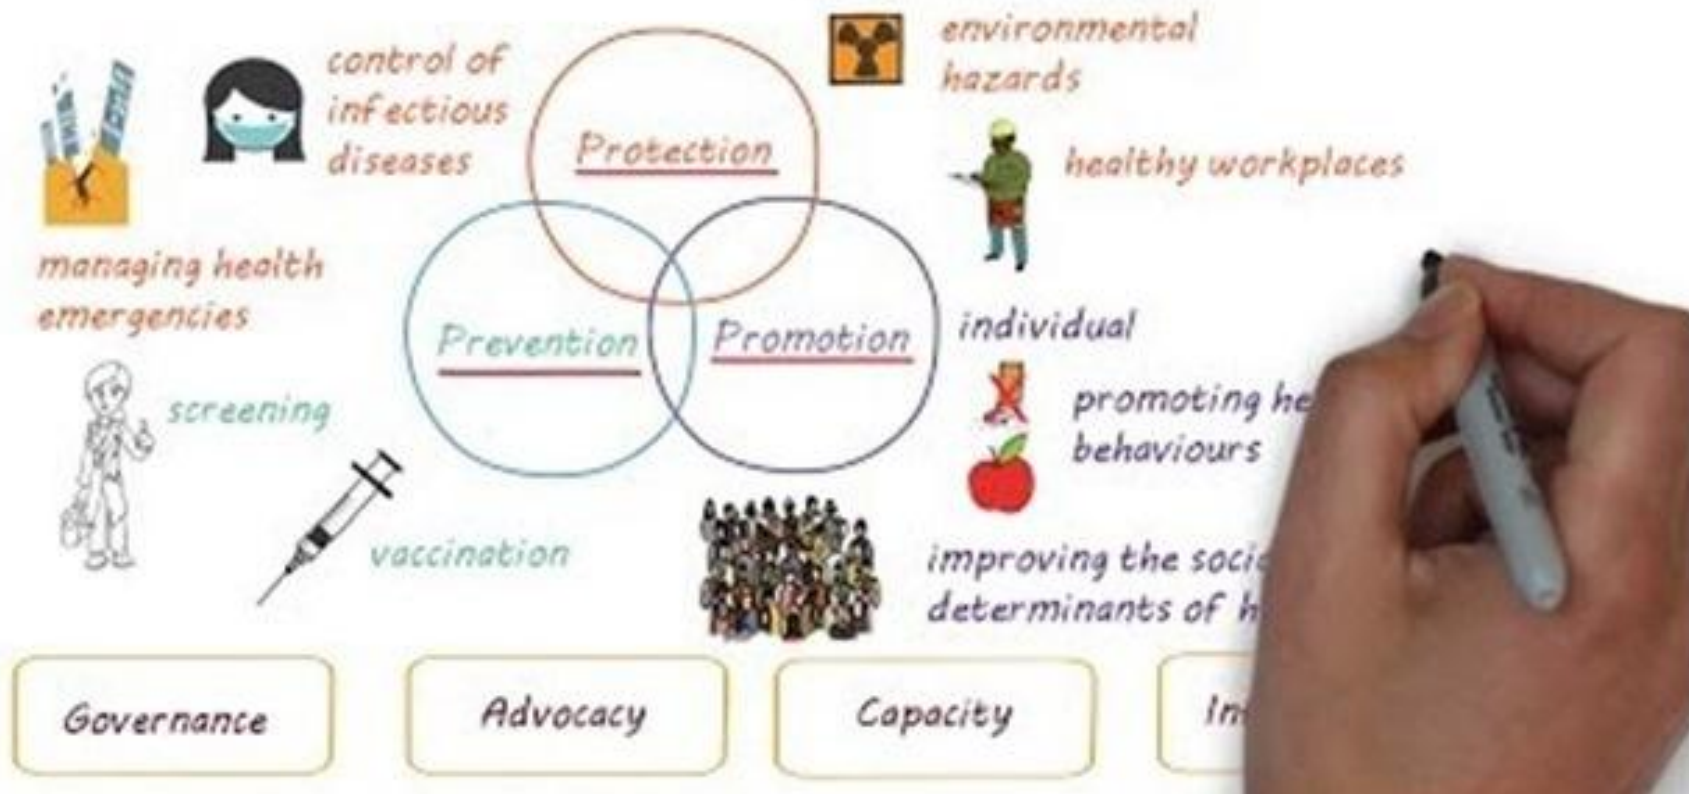 control of
infectious
diseases
environmental
hazards
Protection
healthy workplaces
managing health
emergencies
Prevention
Promotion
individual
screening
promoting he
behaviours
vaccination
improving the soci
determinants of h
Governance
Advocacy
Capacity